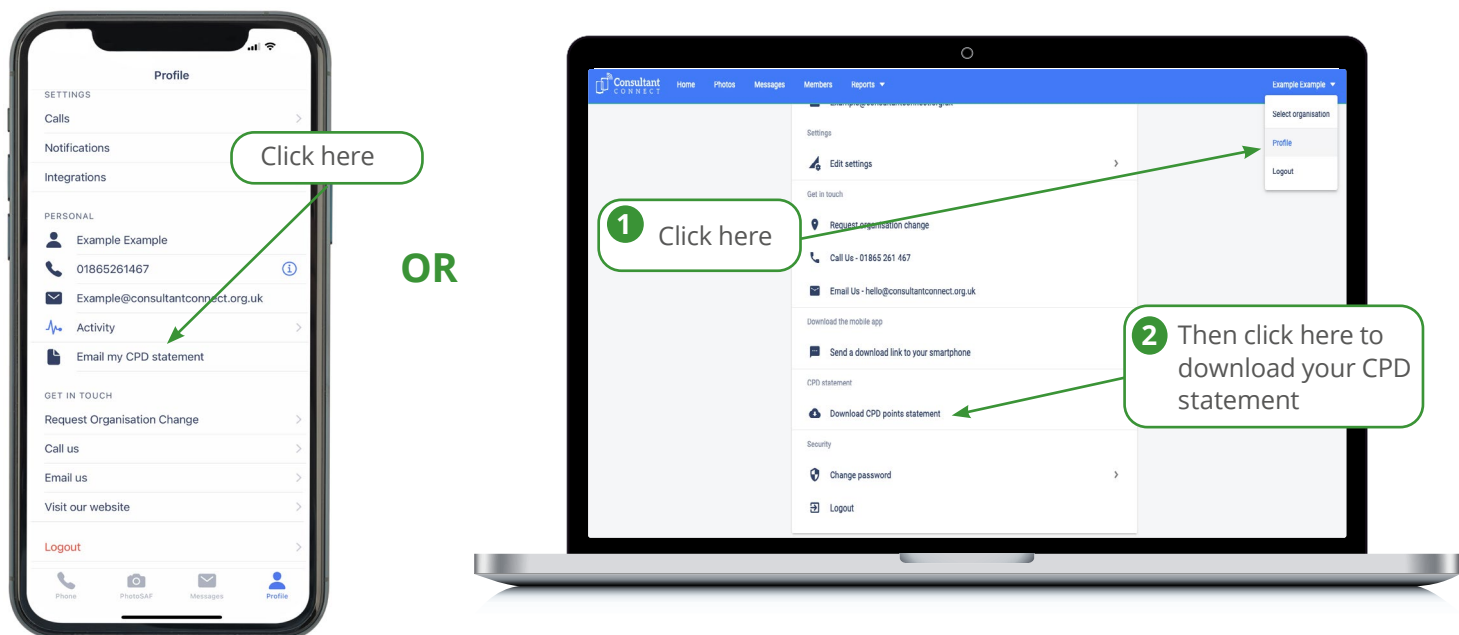 Profile
SETTINGS
Calls
Notifications
Integrations
Click here
PERSONAL
Example Example
01865261467
Example@consultantconnect.org.uk
Activity
Email my CPD statement
GET IN TOUCH
Request Organisation Change
Call us
Email us
Visit our website
Logout
Phone
PhotoSAF
Messages
Profile
OR
Consultant
CONNECT
Home
Photos
Messages
Members
Reports
Example Example
Select organisation
Profile
Logout
Settings
Edit settings
Get in touch
1 Click here
Request organisation change
Call Us - 01865 261 467
Email Us - hello@consultantconnect.org.uk
Download the mobile app
Send a download link to your smartphone
CPD statement
Download CPD points statement
2 Then click here to
download your CPD
statement
Security
Change password
Logout